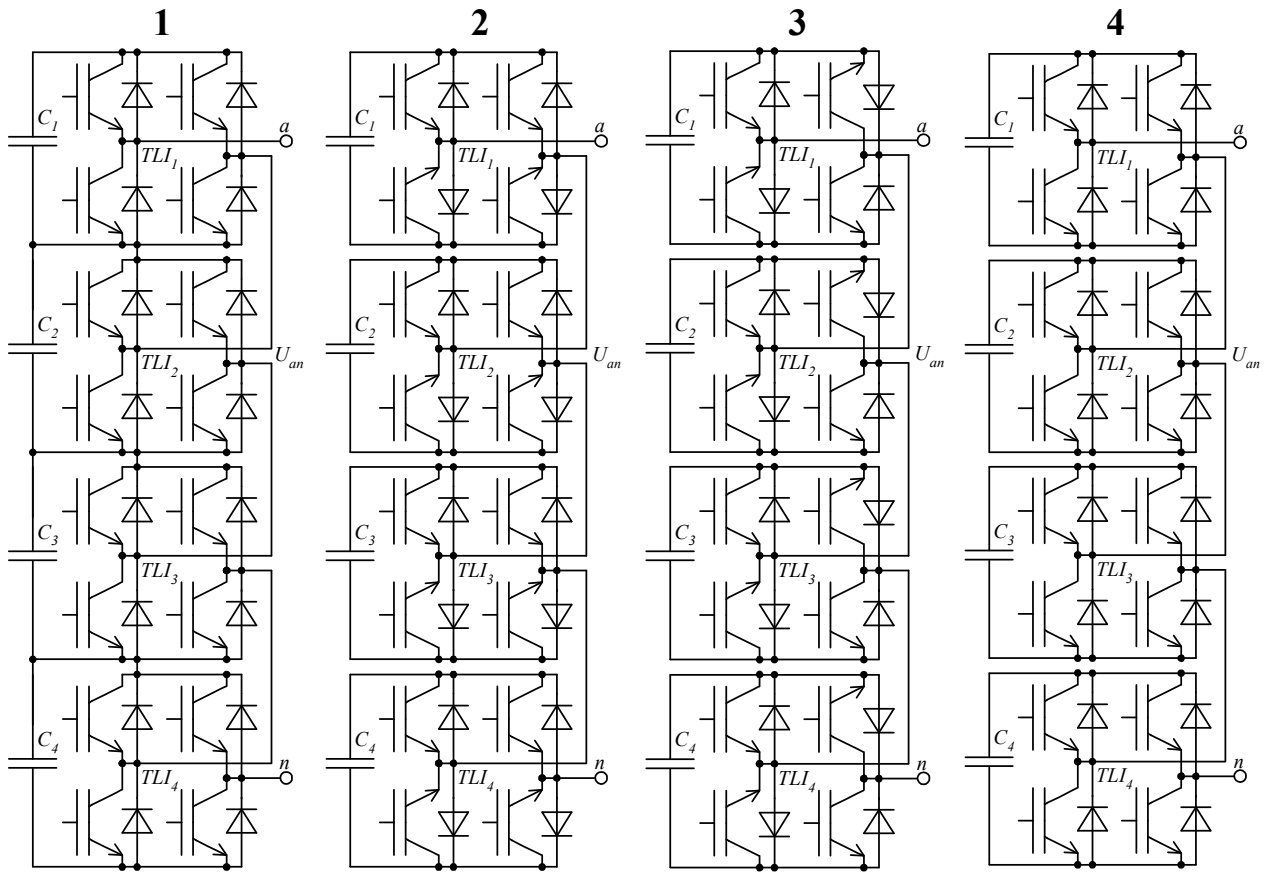 1 2 3 4
C1 TLI1 a C1 TLI1 a C1 TLI1 a C1 TLI1 a
C2 TLI2 Uan C2 TLI2 C2 TLI2 Uan C2 TLI2 Uan
C3 TLI3 C3 TLI3 C3 TLI3 C3 TLI3
C4 TLI4 n C4 TLI4 n C4 TLI4 n C4 TLI4 n